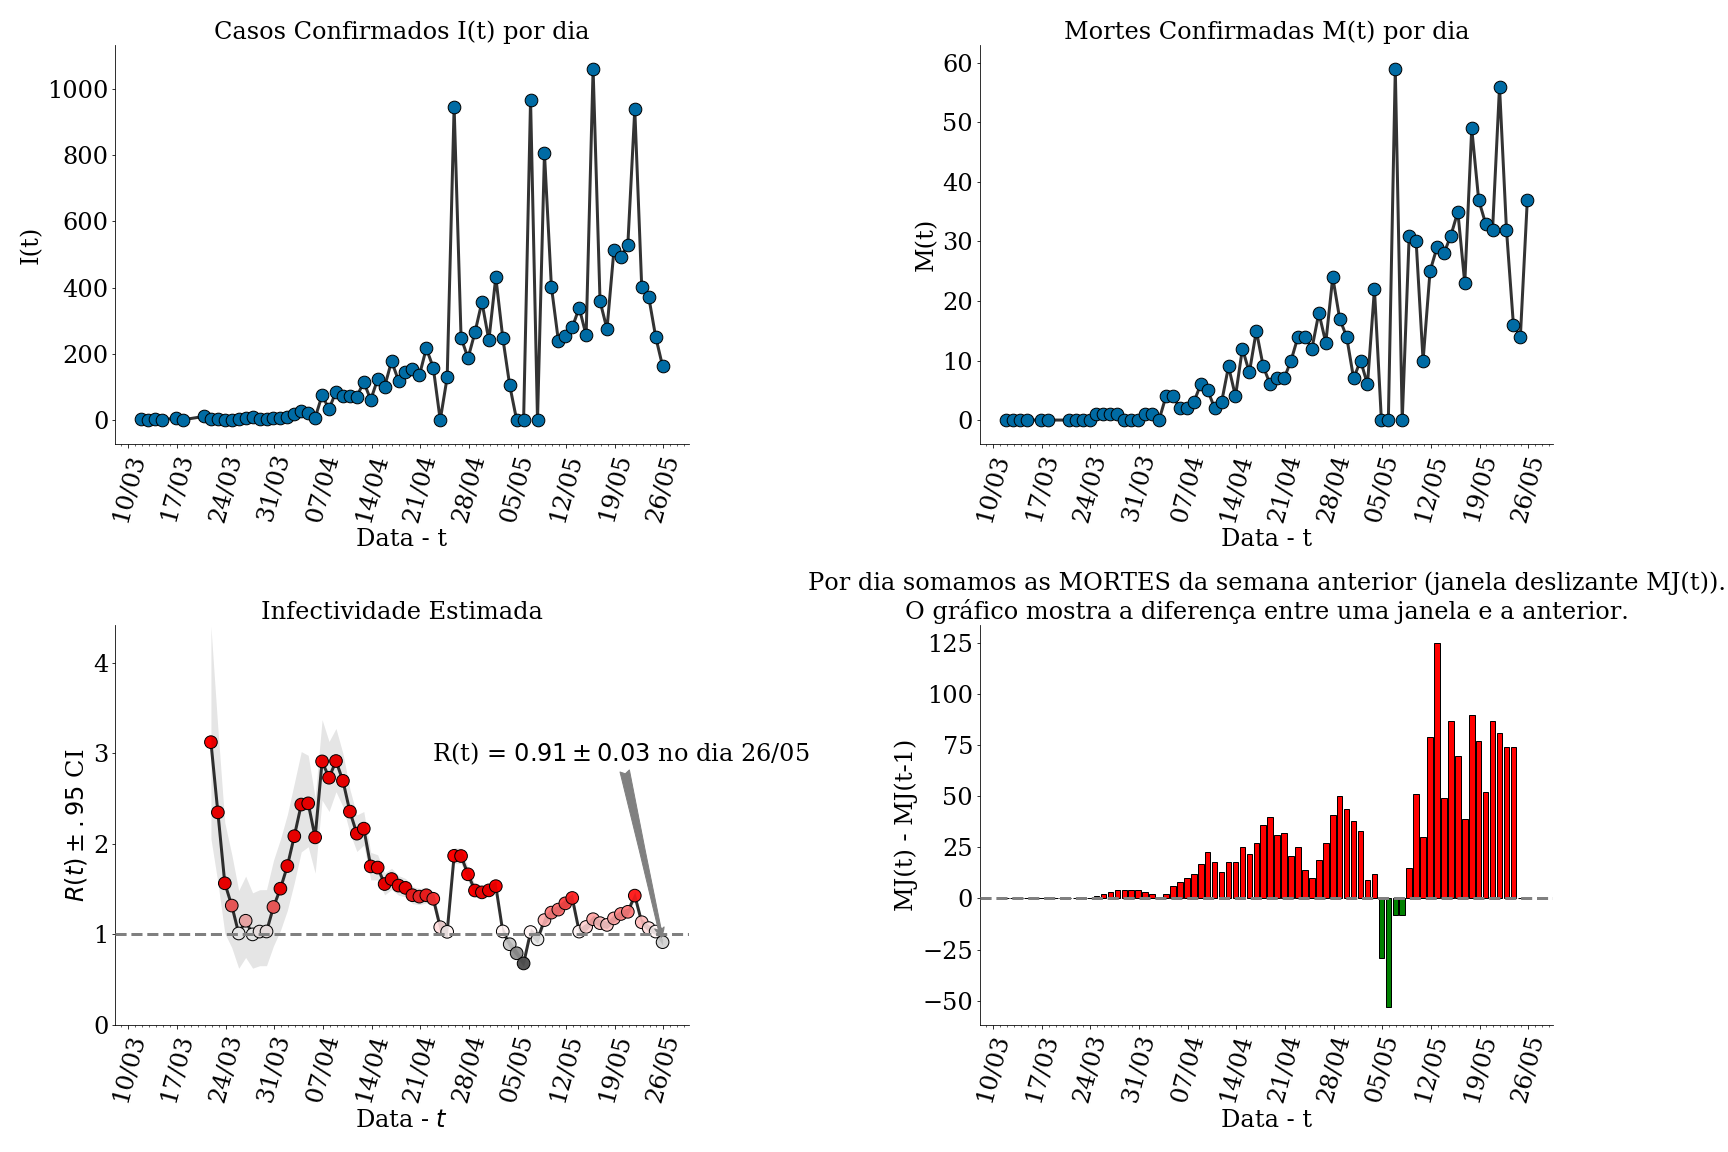 Casos Confirmados I(t) por dia
I(t)
1000
800
600
400
200
0
10/03 17/03 24/03 31/03 07/04 14/04 21/04 28/04 05/05 12/05 19/05 26/05
Data - t
Mortes Confirmadas M(t) por dia
M(t)
60
50
40
30
20
10
0
10/03 17/03 24/03 31/03 07/04 14/04 21/04 28/04 05/05 12/05 19/05 26/05
Data - t
Infectividade Estimada
R(t) ± .95 CI
4
3
2
1
0
R(t) = 0.91 ± 0.03 no dia 26/05
10/03 17/03 24/03 31/03 07/04 14/04 21/04 28/04 05/05 12/05 19/05 26/05
Data - t
Por dia somamos as MORTES da semana anterior (janela deslizante MJ(t)).
O gráfico mostra a diferença entre uma janela e a anterior.
MJ(t) - MJ(t-1)
125
100
75
50
25
0
−25
−50
10/03 17/03 24/03 31/03 07/04 14/04 21/04 28/04 05/05 12/05 19/05 26/05
Data - t